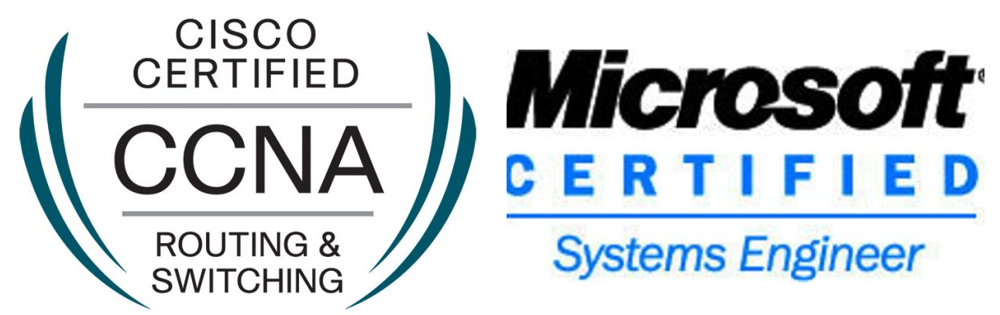 CISCO
CERTIFIED
CCNA
ROUTING &
SWITCHING
Microsoft®
CERTIFIED
Systems Engineer